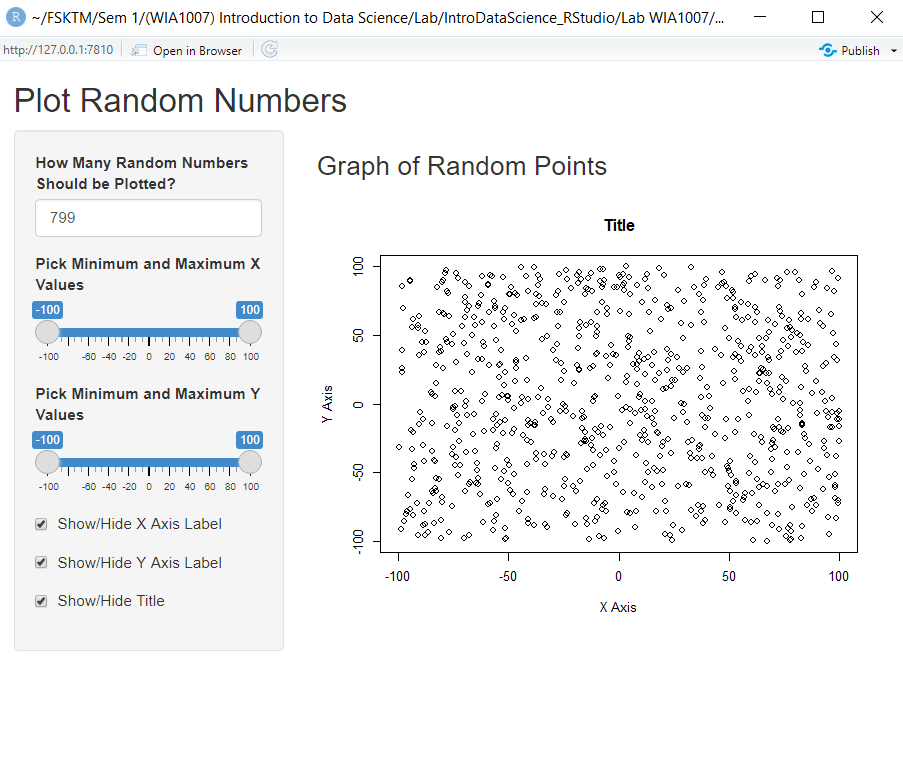 R ~/FSKTM/Sem 1/(WIA1007) Introduction to Data Science/Lab/IntroDataScience_RStudio/Lab WIA1007/...
http://127.0.0.1:7810 Open in Browser Publish
Plot Random Numbers
How Many Random Numbers
Should be Plotted?
799
Pick Minimum and Maximum X
Values
-100 100
-100 -60 -40 -20 0 20 40 60 80 100
Pick Minimum and Maximum Y
Values
-100 100
-100 -60 -40 -20 0 20 40 60 80 100
Show/Hide X Axis Label
Show/Hide Y Axis Label
Show/Hide Title
Graph of Random Points
Title
Y Axis
100
50
0
-50
-100
-100 -50 0 50 100
X Axis